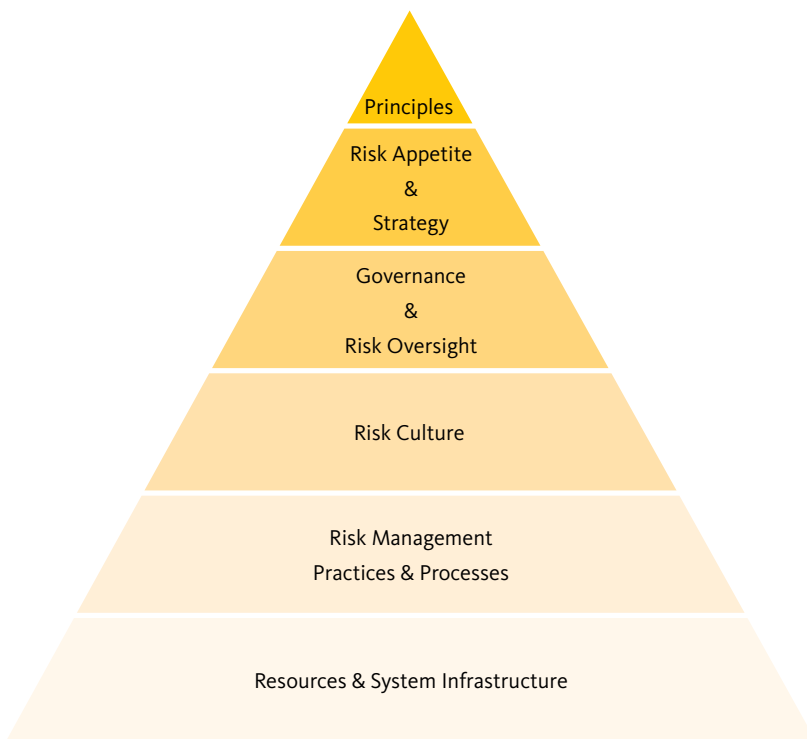 Principles
Risk Appetite
&
Strategy
Governance
&
Risk Oversight
Risk Culture
Risk Management
Practices & Processes
Resources & System Infrastructure